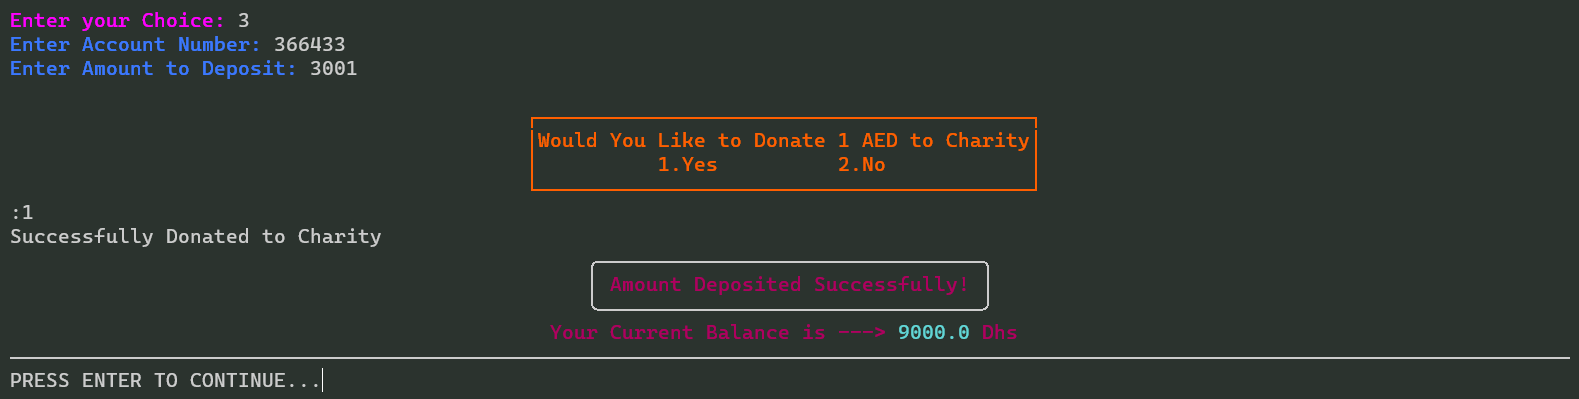 Enter your Choice: 3
Enter Account Number: 366433
Enter Amount to Deposit: 3001
Would You Like to Donate 1 AED to Charity
1.Yes 2.No
:1
Successfully Donated to Charity
Amount Deposited Successfully!
Your Current Balance is ---> 9000.0 Dhs
PRESS ENTER TO CONTINUE...